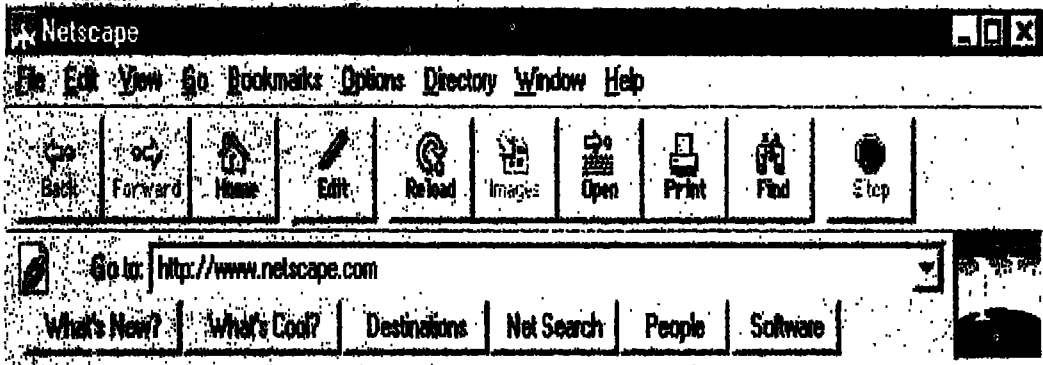 Netscape
File Edit View Go Bookmarks Options Directory Window Help
Back Forward Home Edit Reload Images Open Print Find Stop
Go to: http://www.netscape.com
What's New? What's Cool? Destinations Net Search People Software